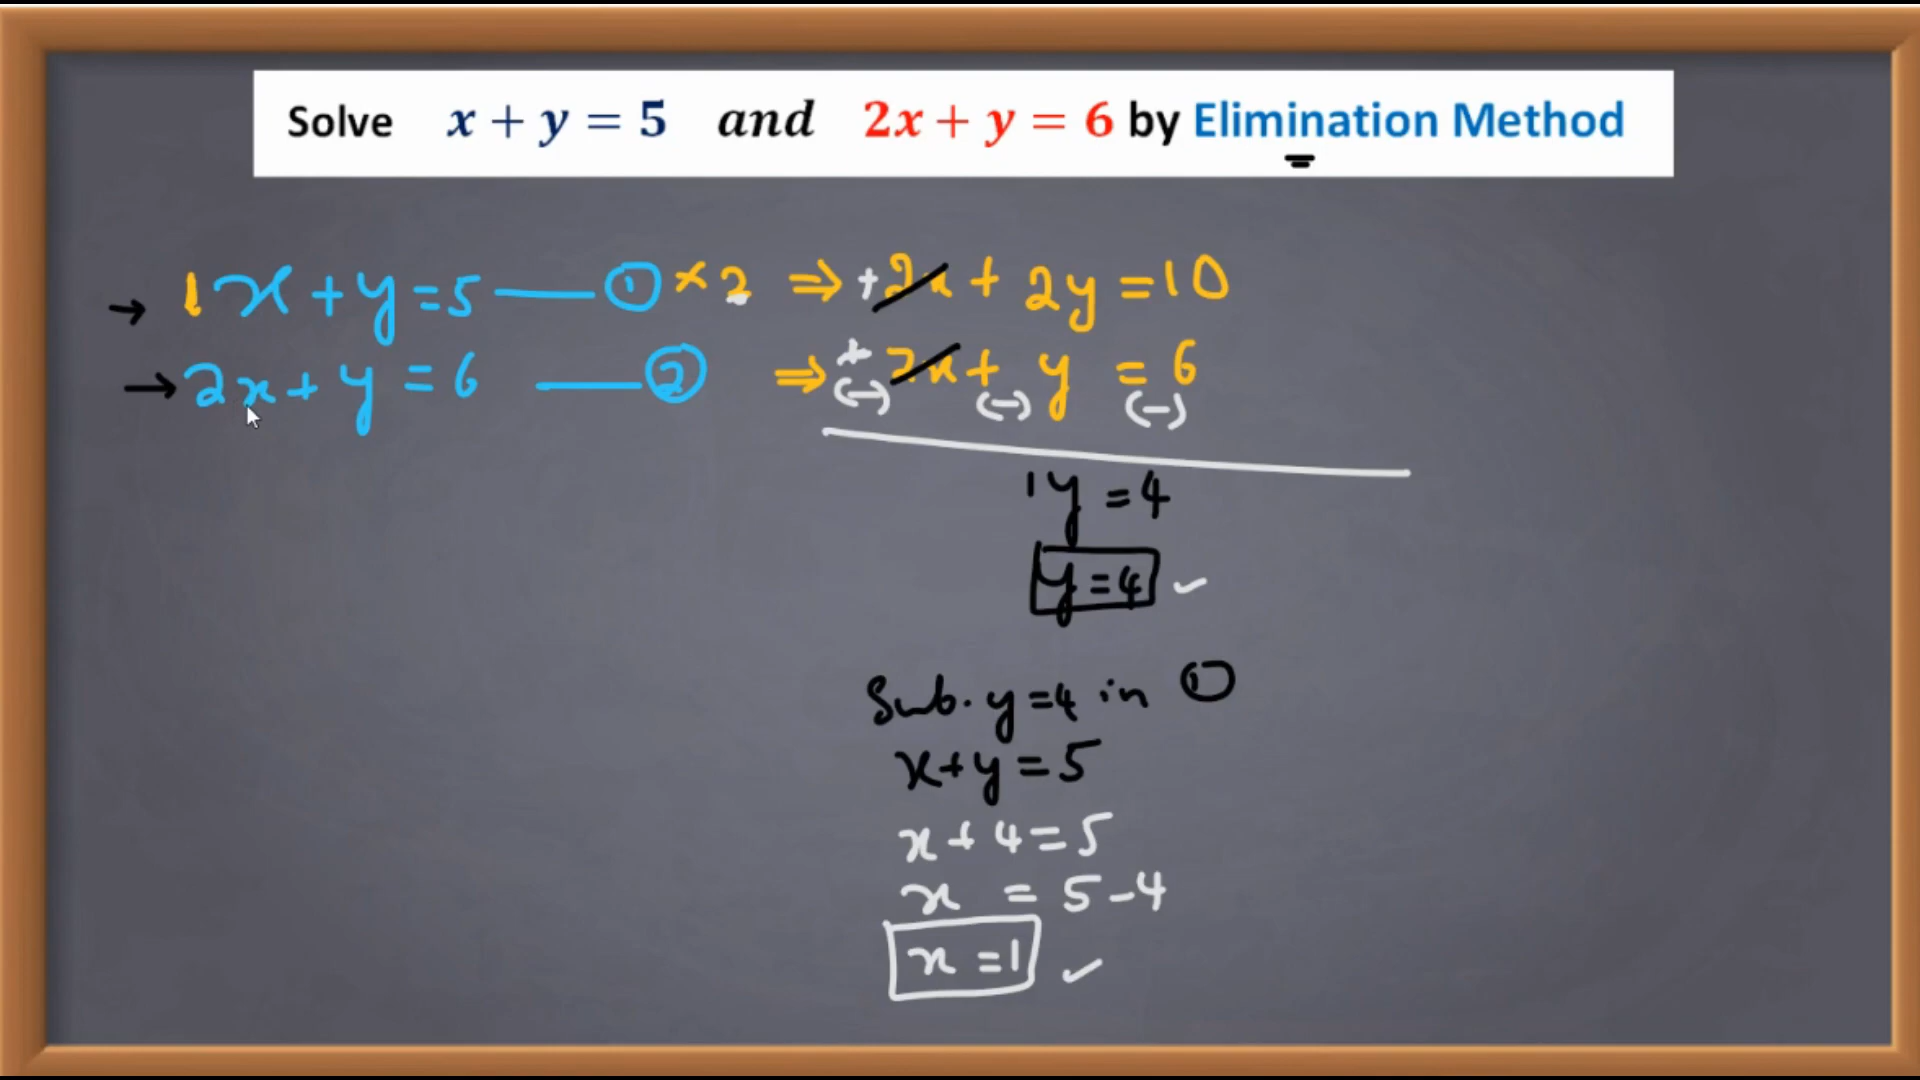 Solve x + y = 5 and 2x + y = 6 by Elimination Method
1x + y = 5 —— ① × 2 ⇒ +2x + 2y = 10
2x + y = 6 —— ② ⇒ + 2x + y = 6
(-) (-) (-)
1y = 4
y = 4
Sub. y = 4 in ①
x + y = 5
x + 4 = 5
x = 5 - 4
x = 1